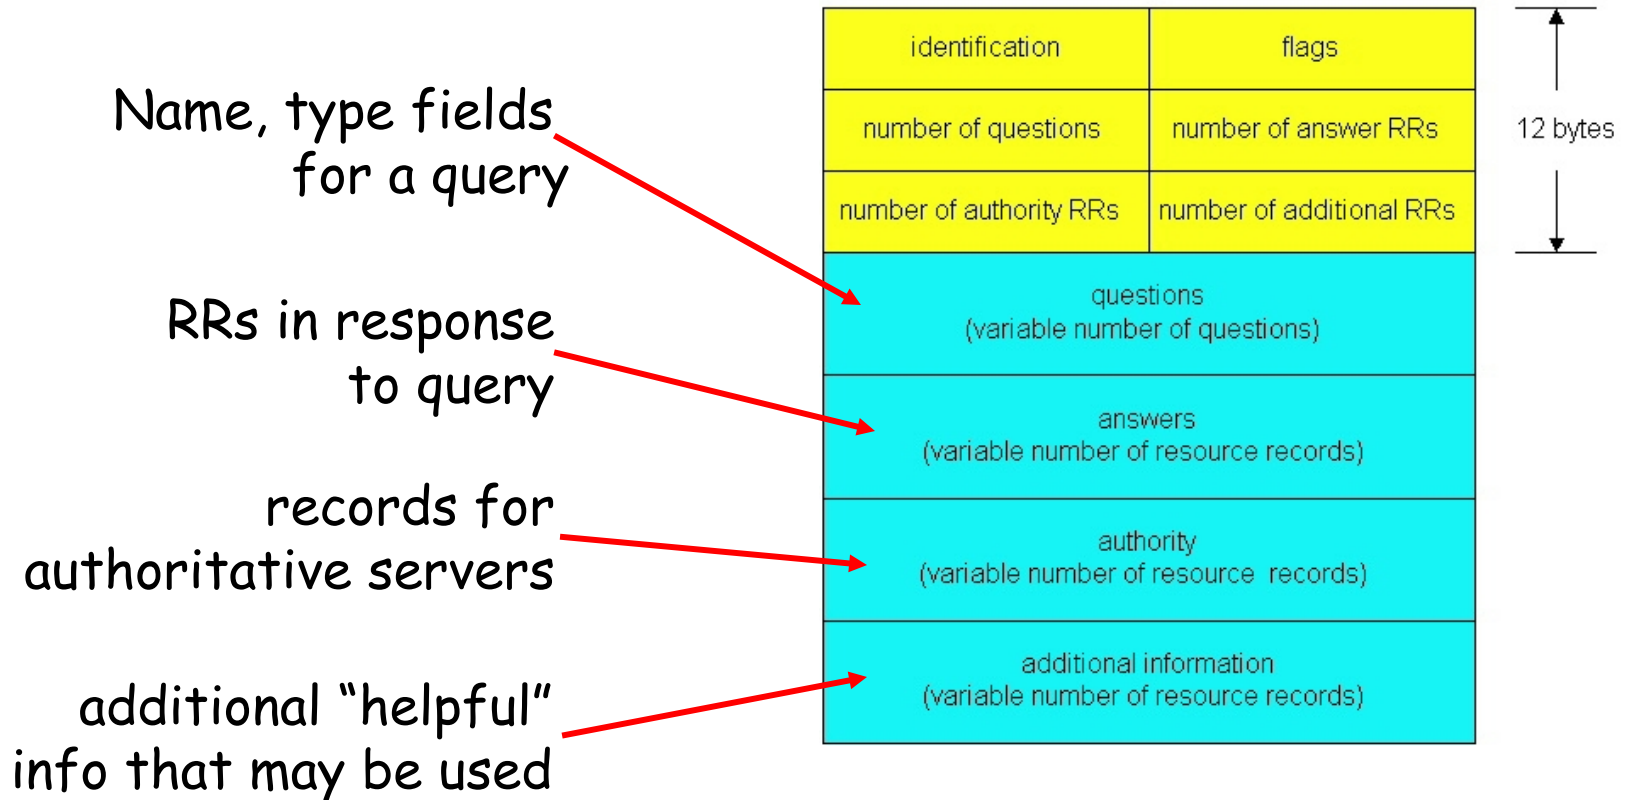 Name, type fields
for a query
RRs in response
to query
records for
authoritative servers
additional “helpful”
info that may be used
identification
flags
number of questions
number of answer RRs
number of authority RRs
number of additional RRs
questions
(variable number of questions)
answers
(variable number of resource records)
authority
(variable number of resource records)
additional information
(variable number of resource records)
12 bytes